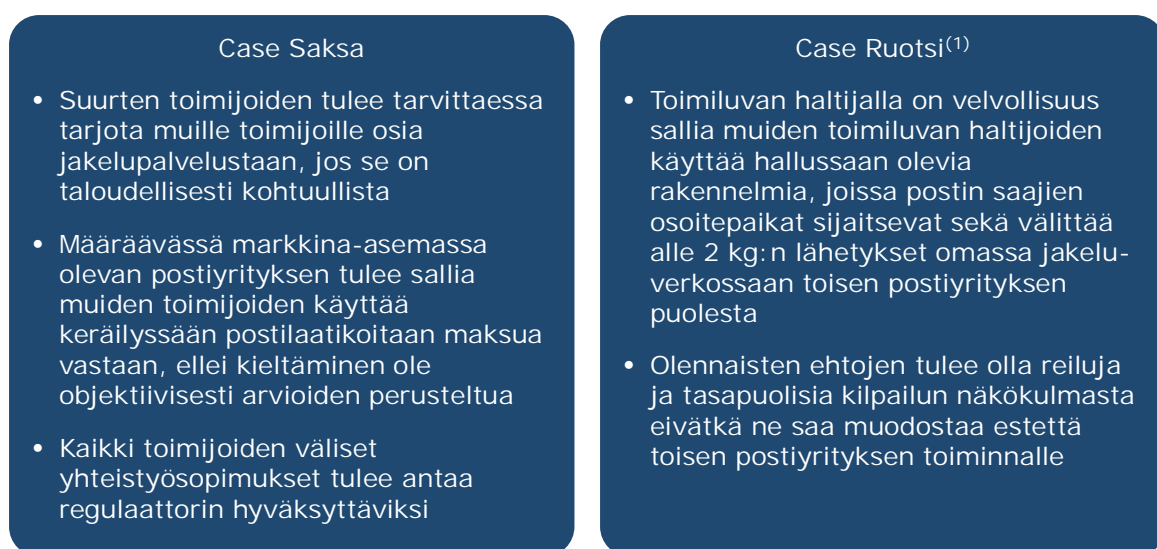 Case Saksa
• Suurten toimijoiden tulee tarvittaessa
tarjota muille toimijoille osia
jakelupalvelustaan, jos se on
taloudellisesti kohtuullista
• Määräävässä markkina-asemassa
olevan postiyrityksen tulee sallia
muiden toimijoiden käyttää
keräilyssään postilaatikoitaan maksua
vastaan, ellei kieltäminen ole
objektiivisesti arvioiden perusteltua
• Kaikki toimijoiden väliset
yhteistyösopimukset tulee antaa
regulaattorin hyväksyttäviksi
Case Ruotsi(1)
• Toimiluvan haltijalla on velvollisuus
sallia muiden toimiluvan haltijoiden
käyttää hallussaan olevia
rakennelmia, joissa postin saajien
osoitepaikat sijaitsevat sekä välittää
alle 2 kg:n lähetykset omassa jakelu-
verkossaan toisen postiyrityksen
puolesta
• Olennaisten ehtojen tulee olla reiluja
ja tasapuolisia kilpailun näkökulmasta
eivätkä ne saa muodostaa estettä
toisen postiyrityksen toiminnalle